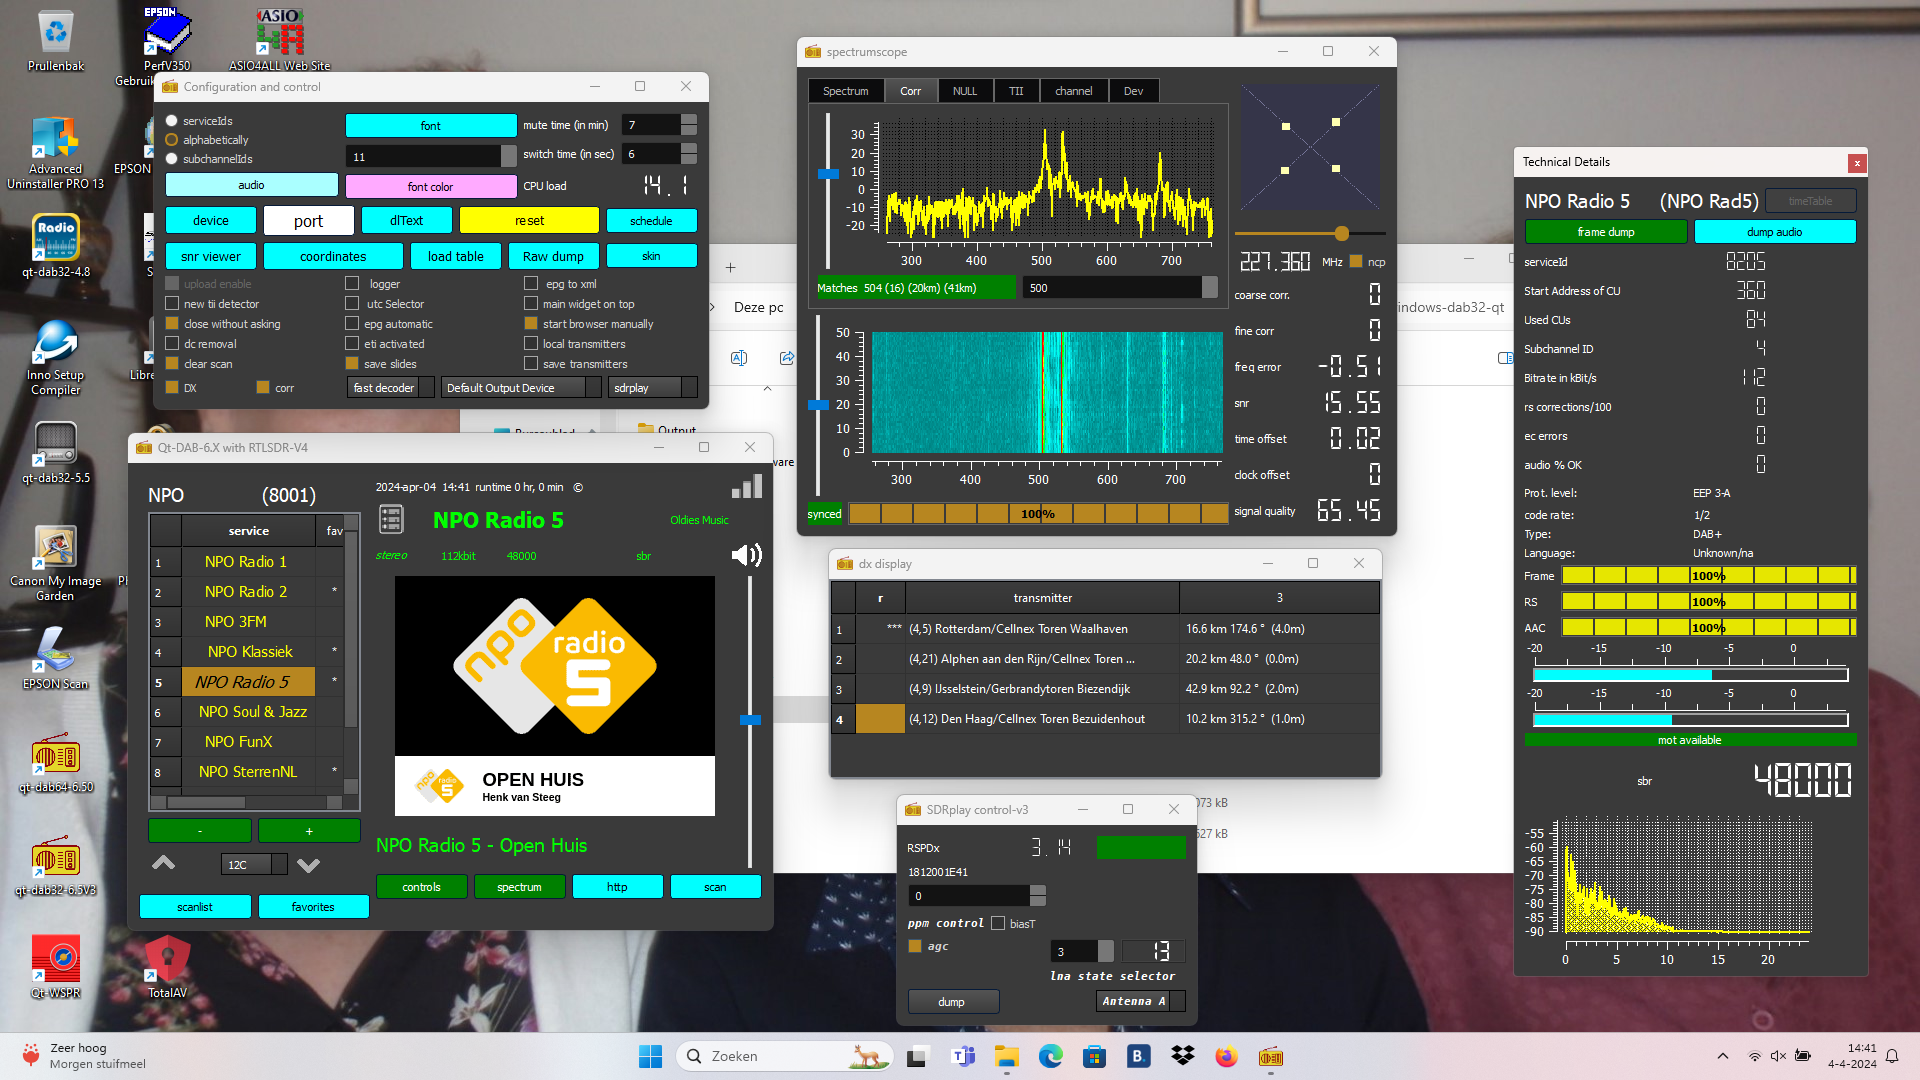 Prullenbak
EPSON
PerfV350
ASIO
ASIO4ALL Web Site
Advanced
Uninstaller PRO 13
EPSON
Radio
qt-dab32-4.8
Inno Setup
Compiler
qt-dab32-5.5
Canon My Image
Garden
EPSON Scan
qt-dab64-6.50
qt-dab32-6.5V3
Qt-WSPR
TotalAV
Configuration and control
serviceIds
alphabetically
subchannelIds
font
mute time (in min)
7
11
switch time (in sec)
6
audio
font color
CPU load
14.1
device
port
dlText
reset
schedule
snr viewer
coordinates
load table
Raw dump
skin
upload enable
logger
epg to xml
new tii detector
utc Selector
main widget on top
close without asking
epg automatic
start browser manually
dc removal
eti activated
local transmitters
clear scan
save slides
save transmitters
DX
corr
fast decoder
Default Output Device
sdrplay
Qt-DAB-6.X with RTLSDR-V4
NPO (8001)
service fav
1 NPO Radio 1
2 NPO Radio 2 *
3 NPO 3FM
4 NPO Klassiek *
5 NPO Radio 5 *
6 NPO Soul & Jazz
7 NPO FunX
8 NPO SterrenNL *
-
+
12C
scanlist
favorites
2024-apr-04 14:41 runtime 0 hr, 0 min ©
NPO Radio 5
Oldies Music
stereo 112kbit 48000 sbr
npo radio 5
npo radio 5
OPEN HUIS
Henk van Steeg
NPO Radio 5 - Open Huis
controls
spectrum
http
scan
spectrumscope
Spectrum Corr NULL TII channel Dev
30
20
10
0
-10
-20
300 400 500 600 700
Matches 504 (16) (20km) (41km)
500
50
40
30
20
10
0
300 400 500 600 700
synced
100%
227.360 MHz ncp
coarse corr. 0
fine corr 0
freq error -0.51
snr 15.55
time offset 0.02
clock offset 0
signal quality 65.45
Deze pc
indows-dab32-qt
Output
ware
073 kB
527 kB
dx display
r transmitter 3
1 *** (4,5) Rotterdam/Cellnex Toren Waalhaven 16.6 km 174.6 ° (4.0m)
2 (4,21) Alphen aan den Rijn/Cellnex Toren ... 20.2 km 48.0 ° (0.0m)
3 (4,9) IJsselstein/Gerbrandytoren Biezendijk 42.9 km 92.2 ° (2.0m)
4 (4,12) Den Haag/Cellnex Toren Bezuidenhout 10.2 km 315.2 ° (1.0m)
SDRplay control-v3
RSPDx
3.14
1812001E41
0
ppm control
biasT
agc
3
13
lna state selector
dump
Antenna A
Technical Details
x
NPO Radio 5 (NPO Rad5)
timeTable
frame dump
dump audio
serviceId 0205
Start Address of CU 360
Used CUs 84
Subchannel ID 4
Bitrate in kBit/s 112
rs corrections/100 0
ec errors 0
audio % OK 0
Prot. level: EEP 3-A
code rate: 1/2
Type: DAB+
Language: Unknown/na
Frame 100%
RS 100%
AAC 100%
-20 -15 -10 -5 0
-20 -15 -10 -5 0
mot available
sbr 48000
-55
-60
-65
-70
-75
-80
-85
-90
0 5 10 15 20
Zeer hoog
Morgen stuifmeel
Zoeken
B.
14:41
4-4-2024